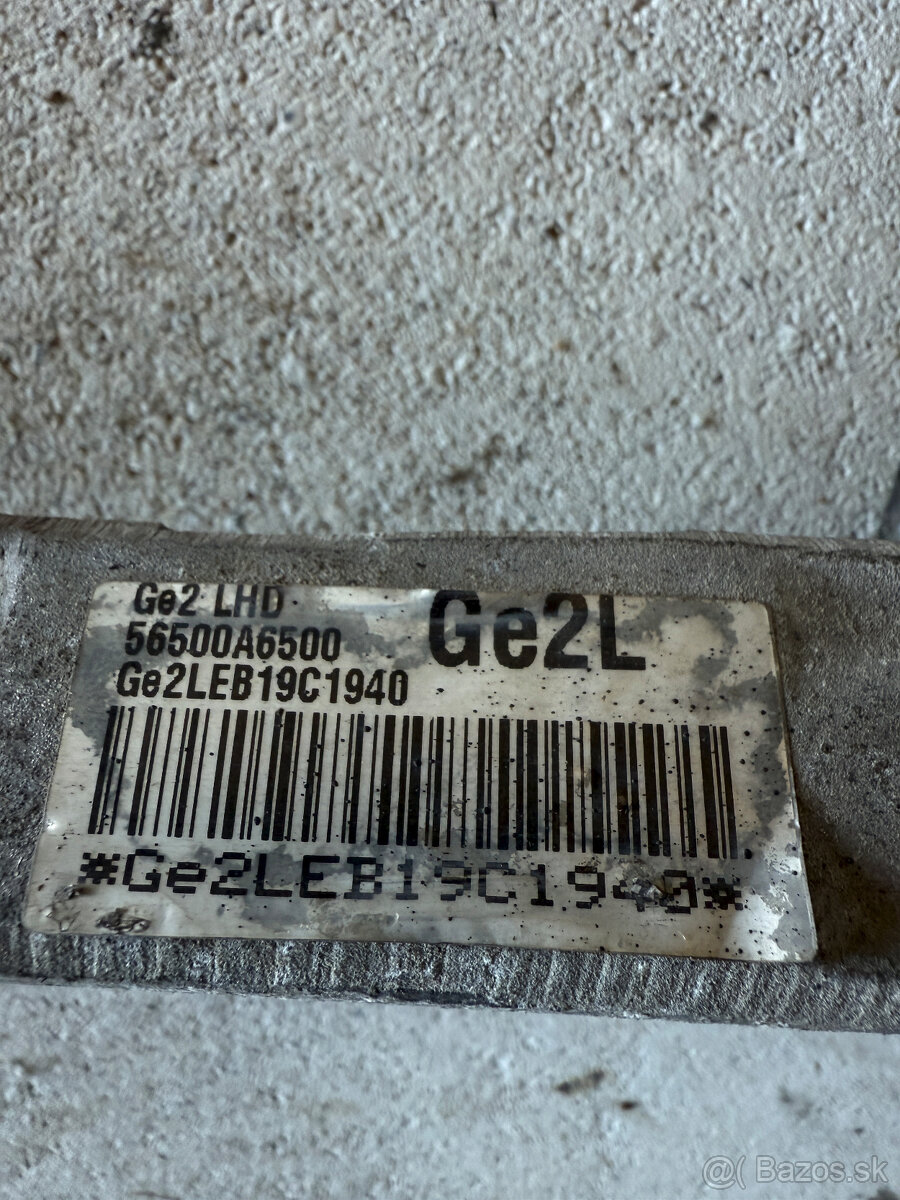 Ge2 LHD
Ge2L
56500A6500
Ge2LEB19C1940
*Ge2LEB19C1940*
@( Bazos.sk